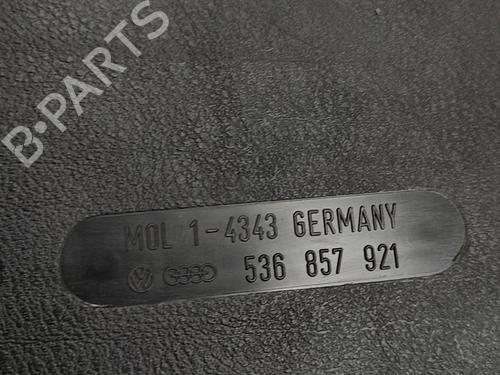 B-PARTS
MOL 1-4343 GERMANY
536 857 921